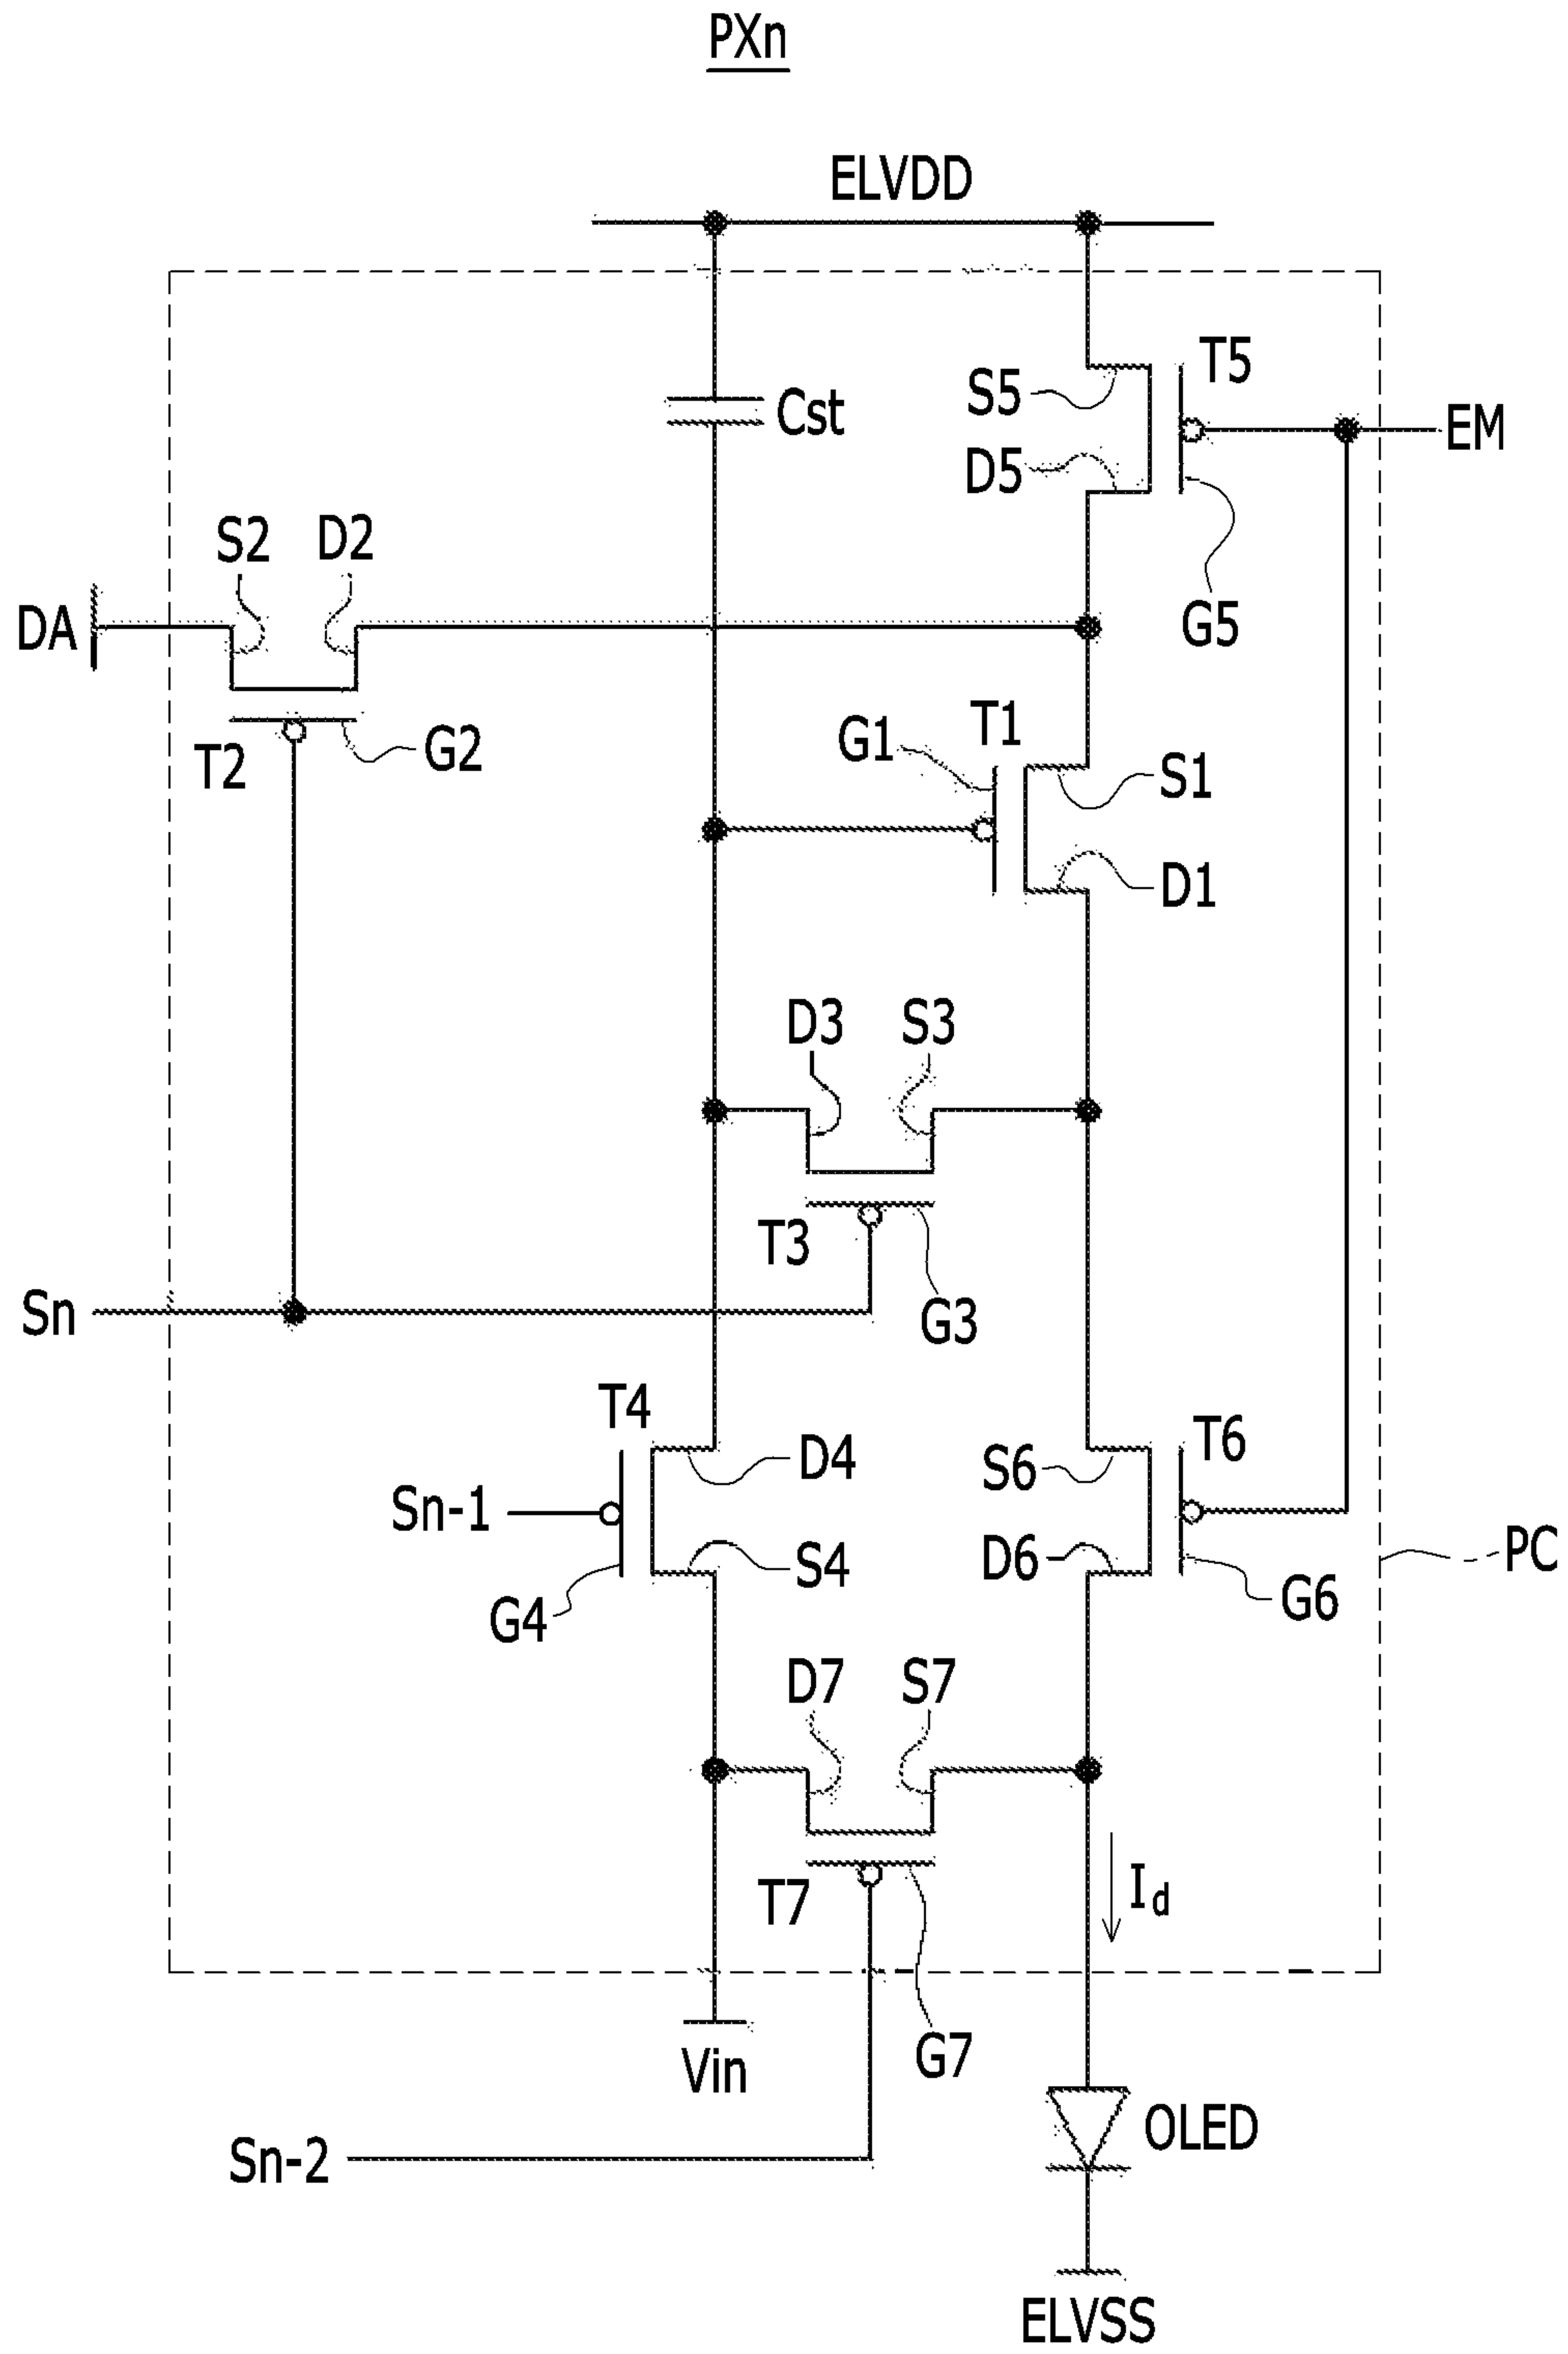 PXn
ELVDD
T5
S5
Cst
EM
D5
S2
D2
G5
DA
T1
G1
G2
T2
S1
D1
D3
S3
T3
Sn
G3
T4
T6
D4
S6
Sn-1
PC
S4
D6
G4
G6
D7
S7
T7
Id
Vin
G7
OLED
Sn-2
ELVSS